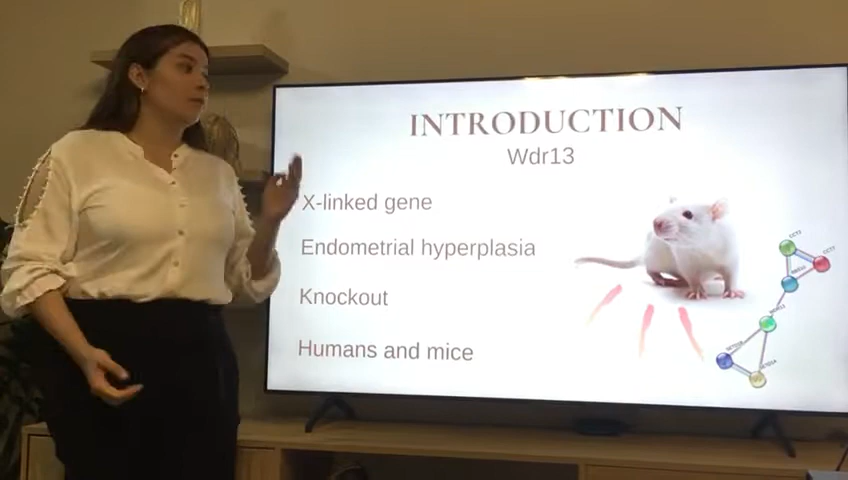 INTRODUCTION
Wdr13
X-linked gene
Endometrial hyperplasia
Knockout
Humans and mice